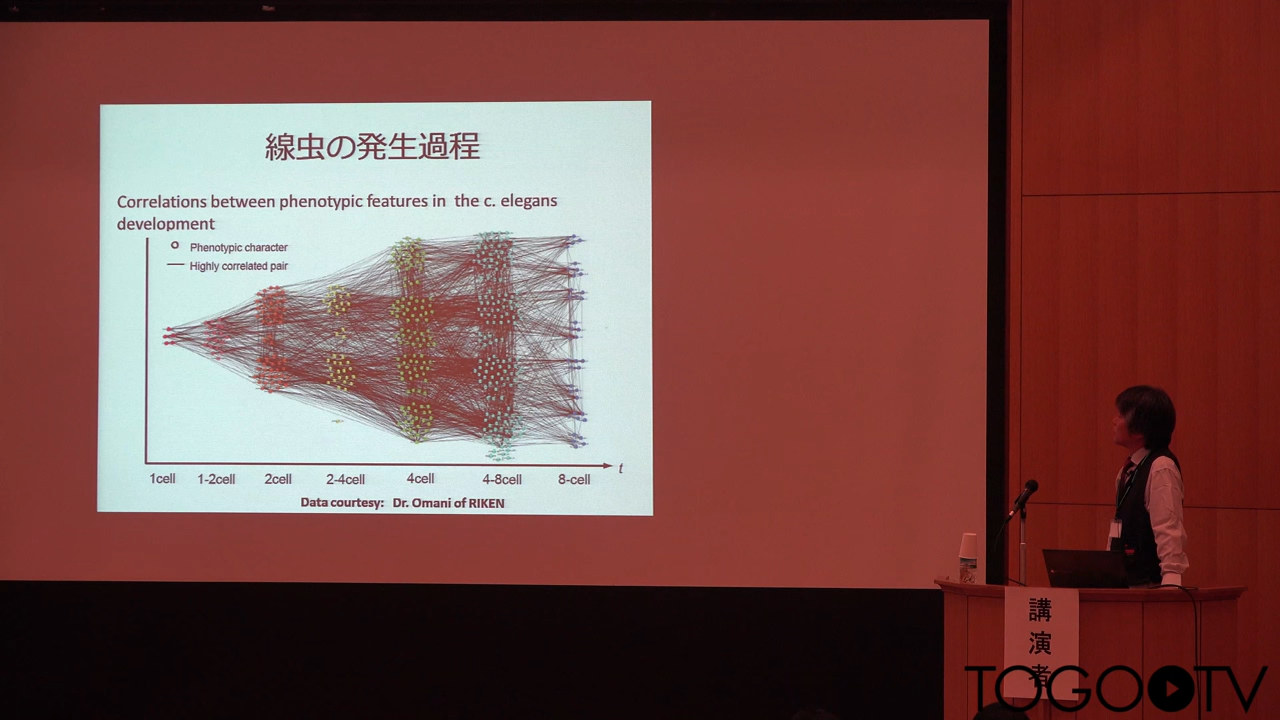 線虫の発生過程
Correlations between phenotypic features in the c. elegans
development
Phenotypic character
Highly correlated pair
t
1cell 1-2cell 2cell 2-4cell 4cell 4-8cell 8-cell
Data courtesy: Dr. Omani of RIKEN
講演者
TOGOTV